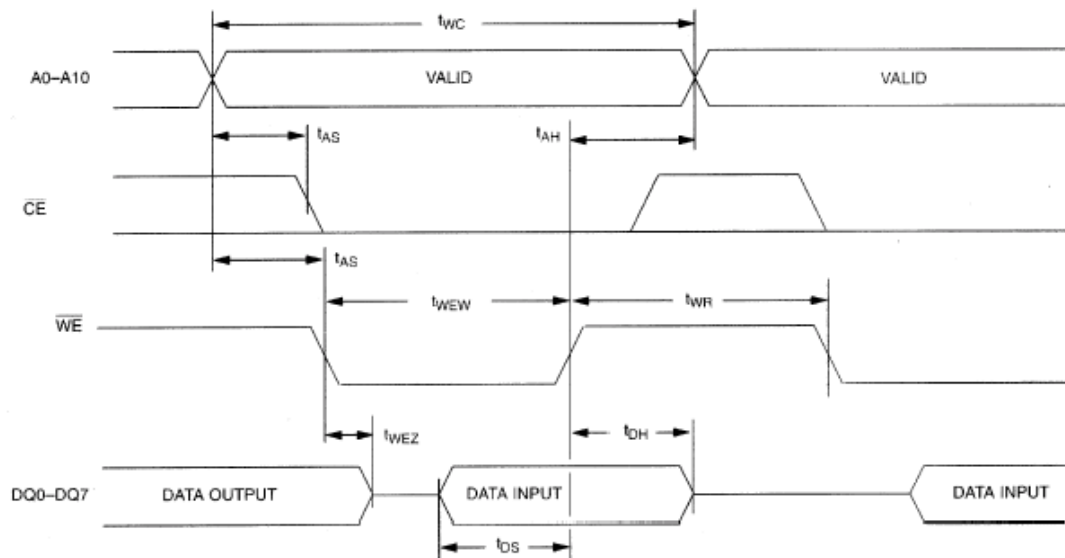 tWC
A0–A10 VALID VALID
tAS tAH
CE
tAS
tWEW tWR
WE
tWEZ tDH
DQ0–DQ7 DATA OUTPUT DATA INPUT DATA INPUT
tDS